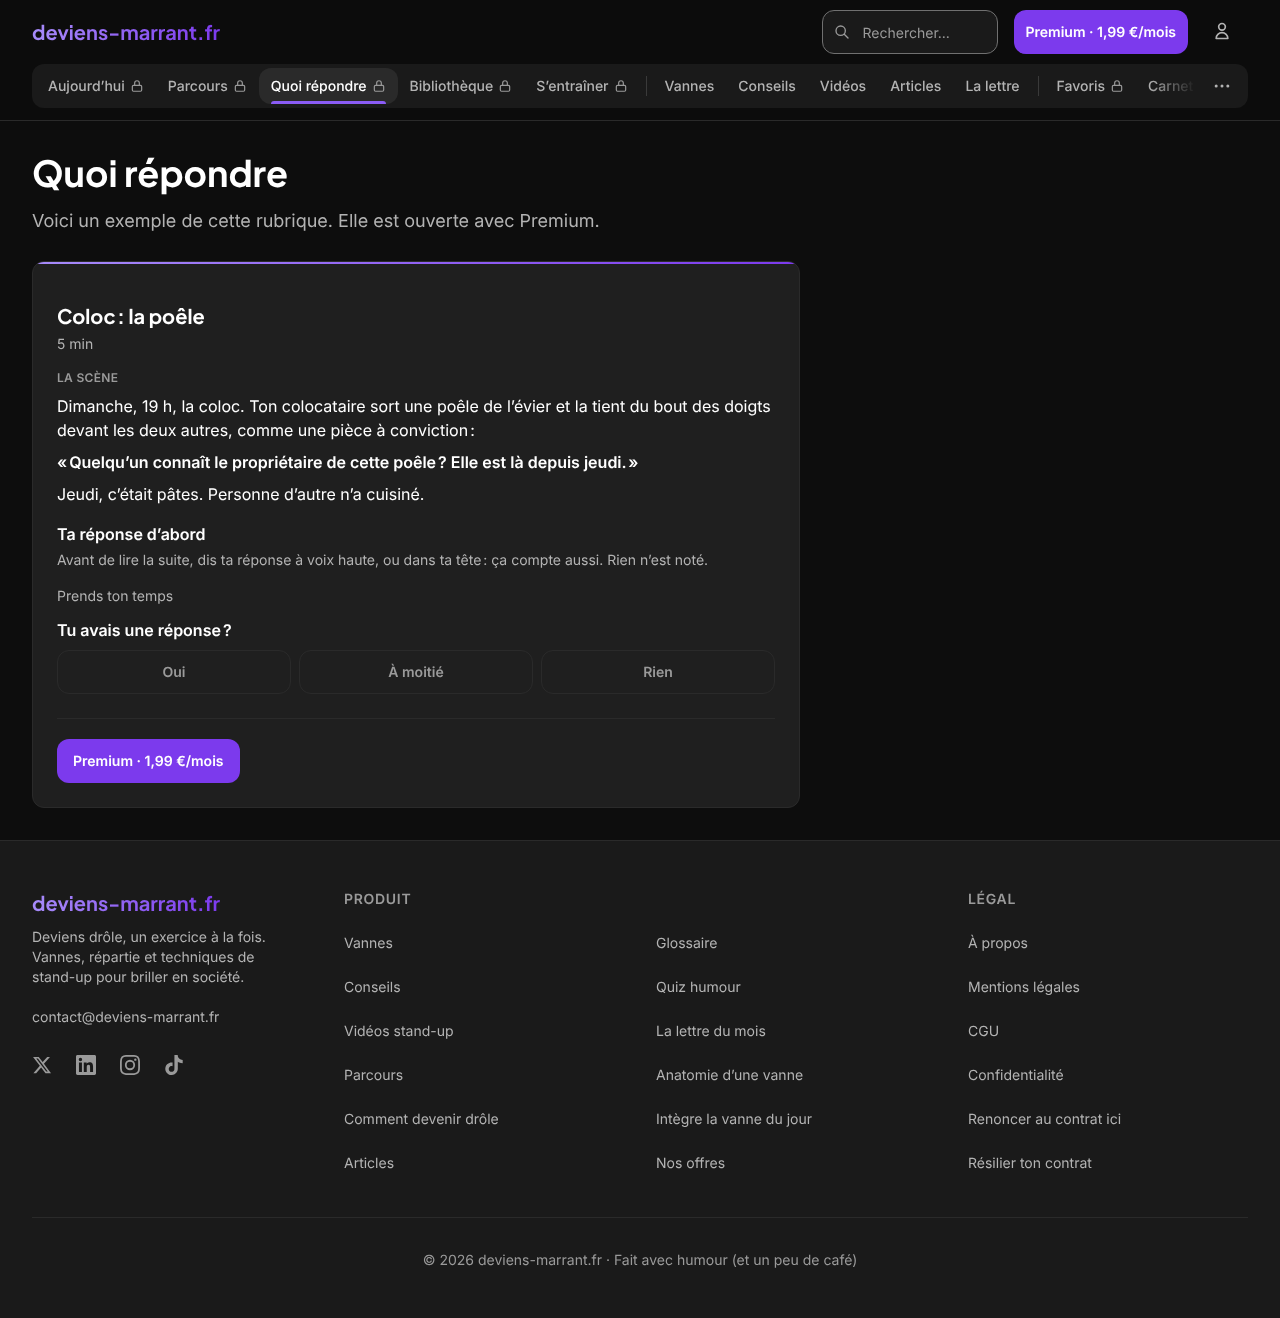 deviens-marrant.fr
Rechercher...
Premium · 1,99 €/mois
Aujourd’hui
Parcours
Quoi répondre
Bibliothèque
S’entraîner
Vannes
Conseils
Vidéos
Articles
La lettre
Favoris
Carnet
Quoi répondre
Voici un exemple de cette rubrique. Elle est ouverte avec Premium.
Coloc : la poêle
5 min
LA SCÈNE
Dimanche, 19 h, la coloc. Ton colocataire sort une poêle de l’évier et la tient du bout des doigts
devant les deux autres, comme une pièce à conviction :
« Quelqu’un connaît le propriétaire de cette poêle ? Elle est là depuis jeudi. »
Jeudi, c’était pâtes. Personne d’autre n’a cuisiné.
Ta réponse d’abord
Avant de lire la suite, dis ta réponse à voix haute, ou dans ta tête : ça compte aussi. Rien n’est noté.
Prends ton temps
Tu avais une réponse ?
Oui
À moitié
Rien
Premium · 1,99 €/mois
deviens-marrant.fr
Deviens drôle, un exercice à la fois.
Vannes, répartie et techniques de
stand-up pour briller en société.
contact@deviens-marrant.fr
PRODUIT
Vannes
Conseils
Vidéos stand-up
Parcours
Comment devenir drôle
Articles
Glossaire
Quiz humour
La lettre du mois
Anatomie d’une vanne
Intègre la vanne du jour
Nos offres
LÉGAL
À propos
Mentions légales
CGU
Confidentialité
Renoncer au contrat ici
Résilier ton contrat
© 2026 deviens-marrant.fr · Fait avec humour (et un peu de café)